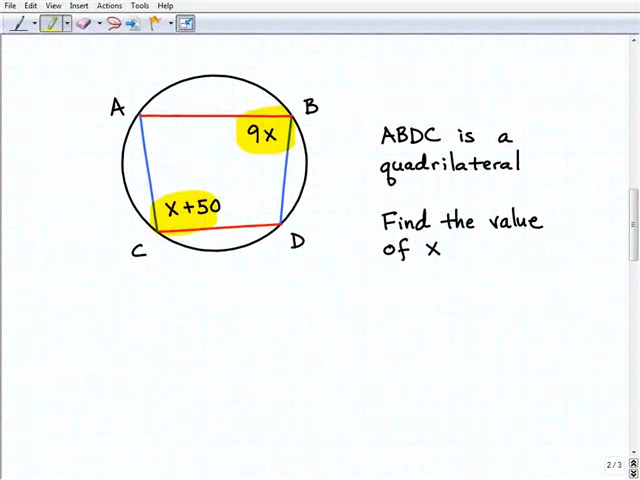 File Edit View Insert Actions Tools Help
A
B
9x
ABDC is a
quadrilateral
x+50
Find the value
of x
C
D
2/3